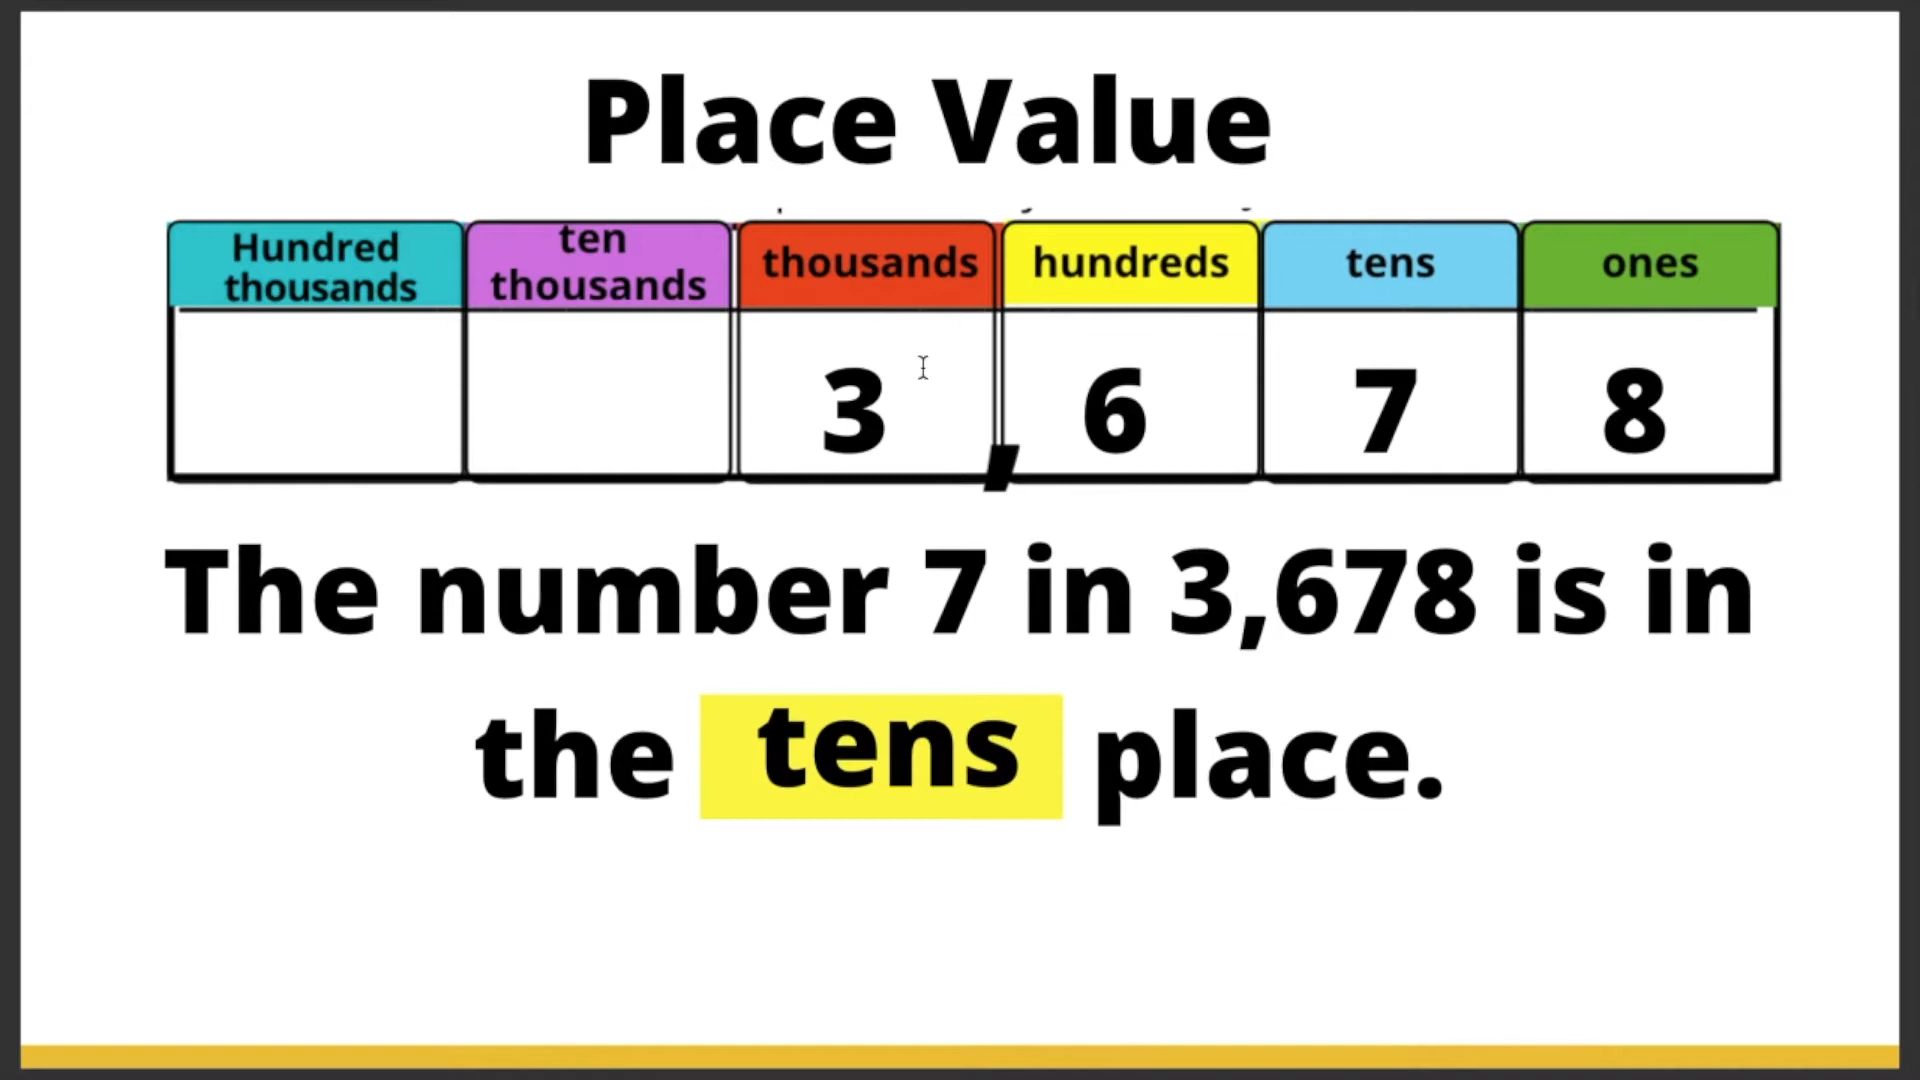 Place Value
Hundred
thousands
ten
thousands
thousands
hundreds
tens
ones
3 , 6 7 8
The number 7 in 3,678 is in
the tens place.